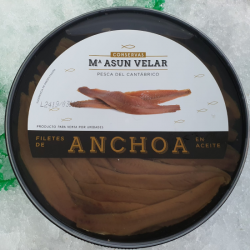 CONSERVAS
Mª ASUN VELAR
PESCA DEL CANTÁBRICO
FILETES DE ANCHOA EN ACEITE